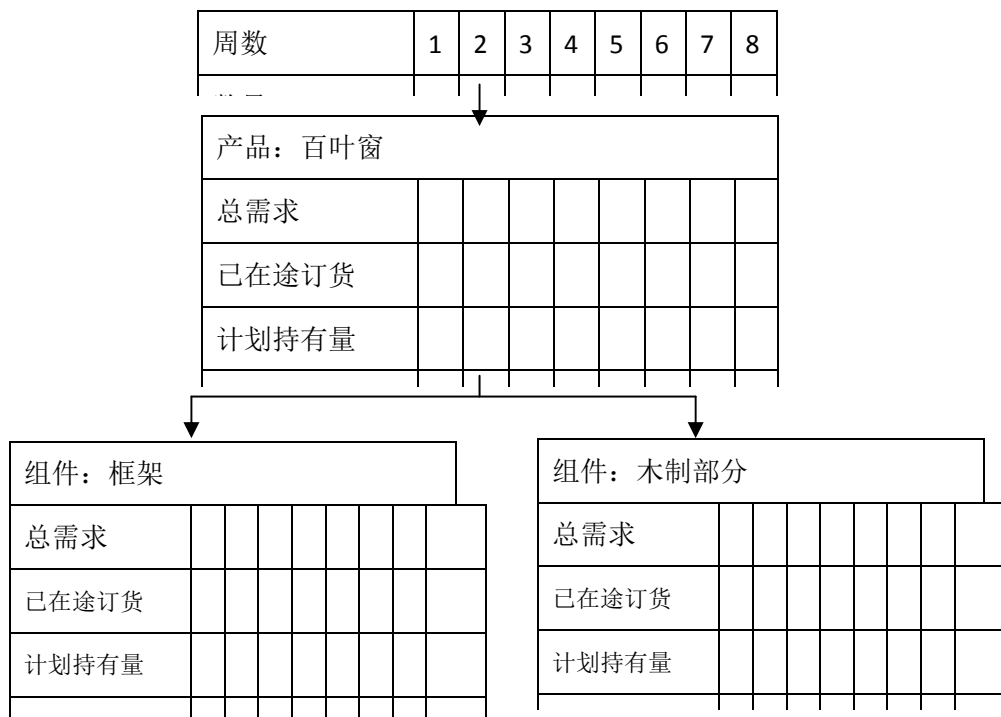 周数 1 2 3 4 5 6 7 8
产品：百叶窗
总需求
已在途订货
计划持有量
组件：框架
总需求
已在途订货
计划持有量
组件：木制部分
总需求
已在途订货
计划持有量